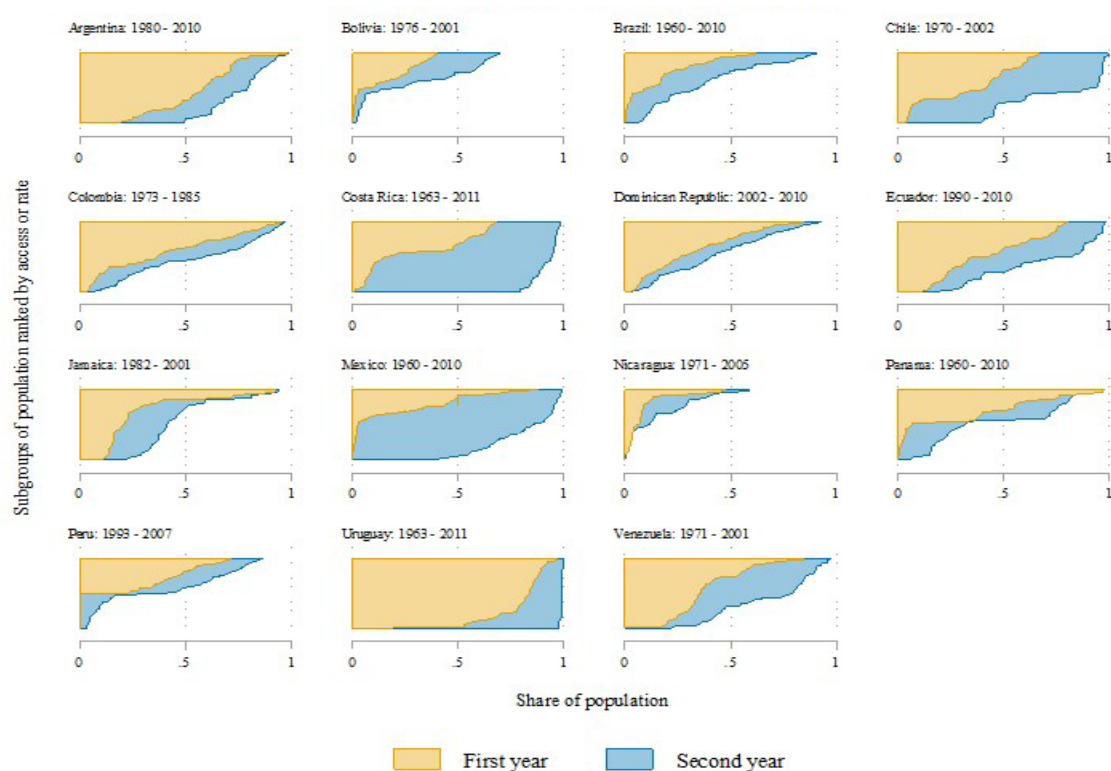 Argentina: 1980 - 2010
Bolivia: 1976 - 2001
Brazil: 1960 - 2010
Chile: 1970 - 2002
0 .5 1
0 .5 1
0 .5 1
0 .5 1
Colombia: 1973 - 1985
Costa Rica: 1963 - 2011
Dominican Republic: 2002 - 2010
Ecuador: 1990 - 2010
0 .5 1
0 .5 1
0 .5 1
0 .5 1
Jamaica: 1982 - 2001
Mexico: 1960 - 2010
Nicaragua: 1971 - 2005
Panama: 1960 - 2010
0 .5 1
0 .5 1
0 .5 1
0 .5 1
Peru: 1993 - 2007
Uruguay: 1963 - 2011
Venezuela: 1971 - 2001
0 .5 1
0 .5 1
0 .5 1
Subgroups of population ranked by access or rate
Share of population
First year
Second year